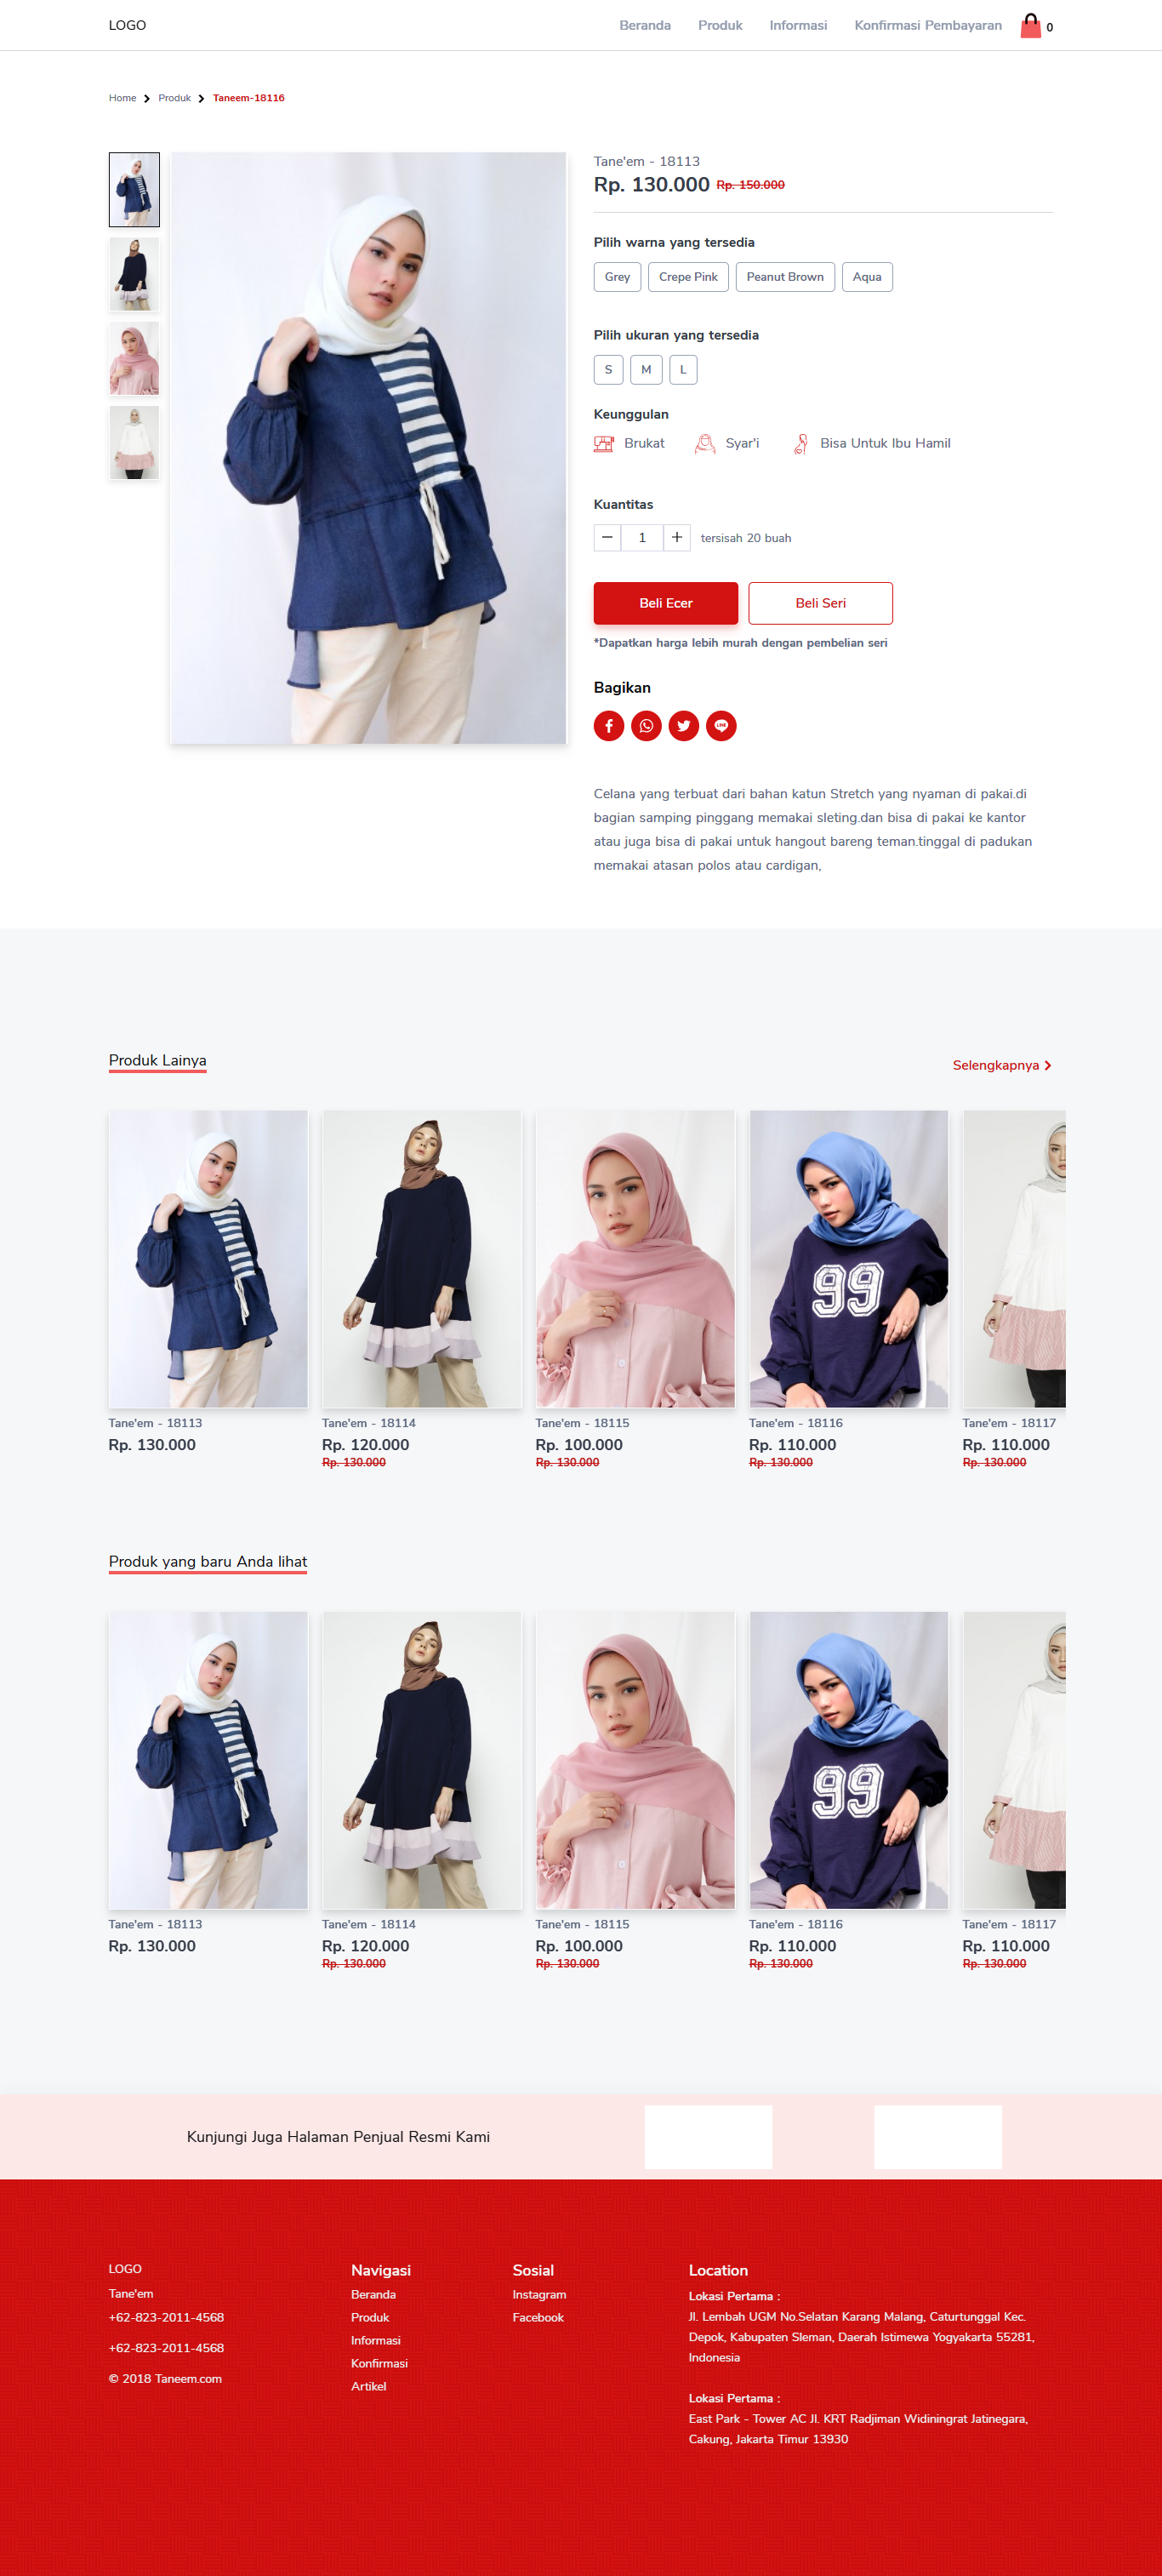 LOGO
Beranda Produk Informasi Konfirmasi Pembayaran 0
Home Produk Taneem-18116
Tane'em - 18113
Rp. 130.000 Rp. 150.000
Pilih warna yang tersedia
Grey Crepe Pink Peanut Brown Aqua
Pilih ukuran yang tersedia
S M L
Keunggulan
Brukat Syar'i Bisa Untuk Ibu Hamil
Kuantitas
1 tersisah 20 buah
Beli Ecer Beli Seri
*Dapatkan harga lebih murah dengan pembelian seri
Bagikan
LINE
Celana yang terbuat dari bahan katun Stretch yang nyaman di pakai.di
bagian samping pinggang memakai sleting.dan bisa di pakai ke kantor
atau juga bisa di pakai untuk hangout bareng teman.tinggal di padukan
memakai atasan polos atau cardigan,
Produk Lainya
Selengkapnya
99
Tane'em - 18113 Tane'em - 18114 Tane'em - 18115 Tane'em - 18116 Tane'em - 18117
Rp. 130.000 Rp. 120.000 Rp. 100.000 Rp. 110.000 Rp. 110.000
Rp. 130.000 Rp. 130.000 Rp. 130.000 Rp. 130.000
Produk yang baru Anda lihat
99
Tane'em - 18113 Tane'em - 18114 Tane'em - 18115 Tane'em - 18116 Tane'em - 18117
Rp. 130.000 Rp. 120.000 Rp. 100.000 Rp. 110.000 Rp. 110.000
Rp. 130.000 Rp. 130.000 Rp. 130.000 Rp. 130.000
Kunjungi Juga Halaman Penjual Resmi Kami
LOGO
Tane'em
+62-823-2011-4568
+62-823-2011-4568
© 2018 Taneem.com
Navigasi
Beranda
Produk
Informasi
Konfirmasi
Artikel
Sosial
Instagram
Facebook
Location
Lokasi Pertama :
Jl. Lembah UGM No.Selatan Karang Malang, Caturtunggal Kec.
Depok, Kabupaten Sleman, Daerah Istimewa Yogyakarta 55281,
Indonesia
Lokasi Pertama :
East Park - Tower AC Jl. KRT Radjiman Widiningrat Jatinegara,
Cakung, Jakarta Timur 13930